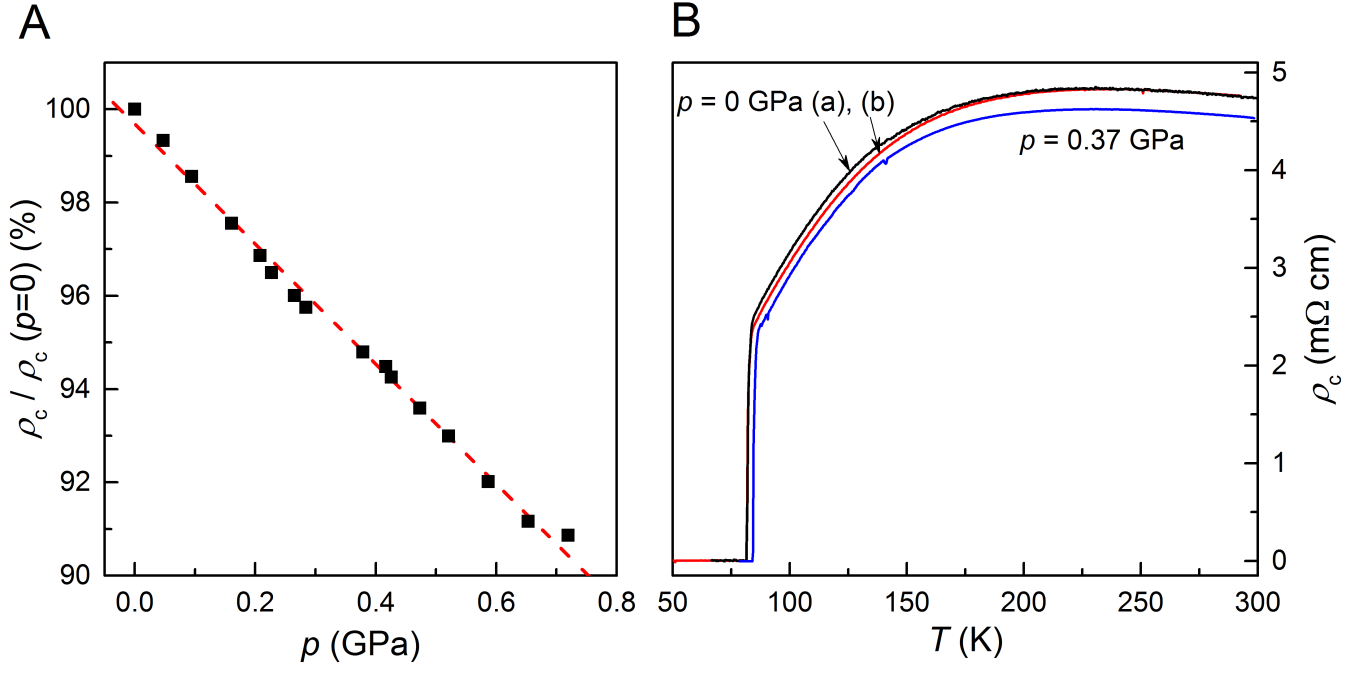 A
100
98
96
94
92
90
ρc / ρc (p=0) (%)
0.0 0.2 0.4 0.6 0.8
p (GPa)
B
p = 0 GPa (a), (b)
p = 0.37 GPa
5
4
3
2
1
0
ρc (mΩ cm)
50 100 150 200 250 300
T (K)